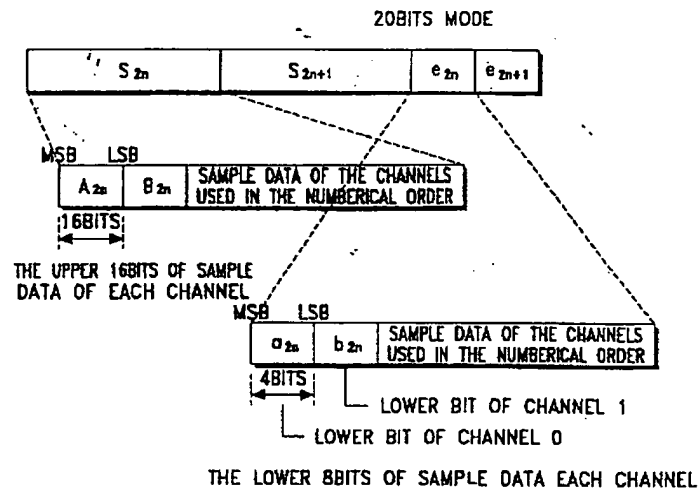 20BITS MODE
S2n S2n+1 e2n e2n+1
MSB LSB
A2n B2n SAMPLE DATA OF THE CHANNELS
USED IN THE NUMBERICAL ORDER
16BITS
THE UPPER 16BITS OF SAMPLE
DATA OF EACH CHANNEL
MSB LSB
a2n b2n SAMPLE DATA OF THE CHANNELS
USED IN THE NUMBERICAL ORDER
4BITS
LOWER BIT OF CHANNEL 1
LOWER BIT OF CHANNEL 0
THE LOWER 8BITS OF SAMPLE DATA EACH CHANNEL